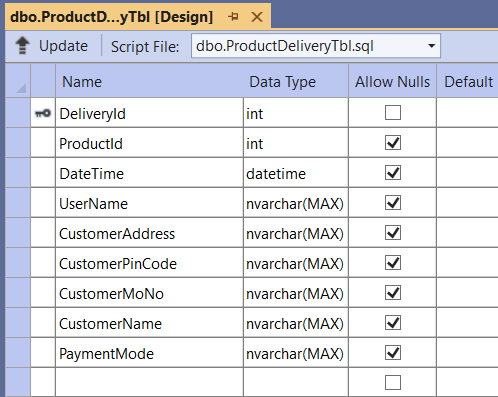 dbo.ProductD...yTbl [Design]
Update Script File: dbo.ProductDeliveryTbl.sql
Name Data Type Allow Nulls Default
DeliveryId int
ProductId int
DateTime datetime
UserName nvarchar(MAX)
CustomerAddress nvarchar(MAX)
CustomerPinCode nvarchar(MAX)
CustomerMoNo nvarchar(MAX)
CustomerName nvarchar(MAX)
PaymentMode nvarchar(MAX)